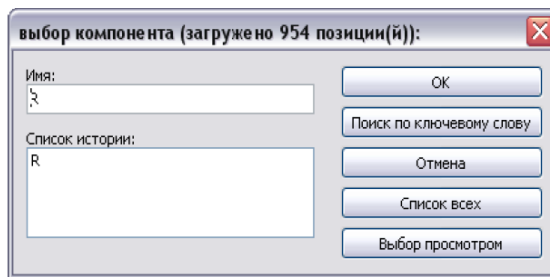 выбор компонента (загружено 954 позиции(й)):
Имя:
R
OK
Поиск по ключевому слову
Список истории:
R
Отмена
Список всех
Выбор просмотром